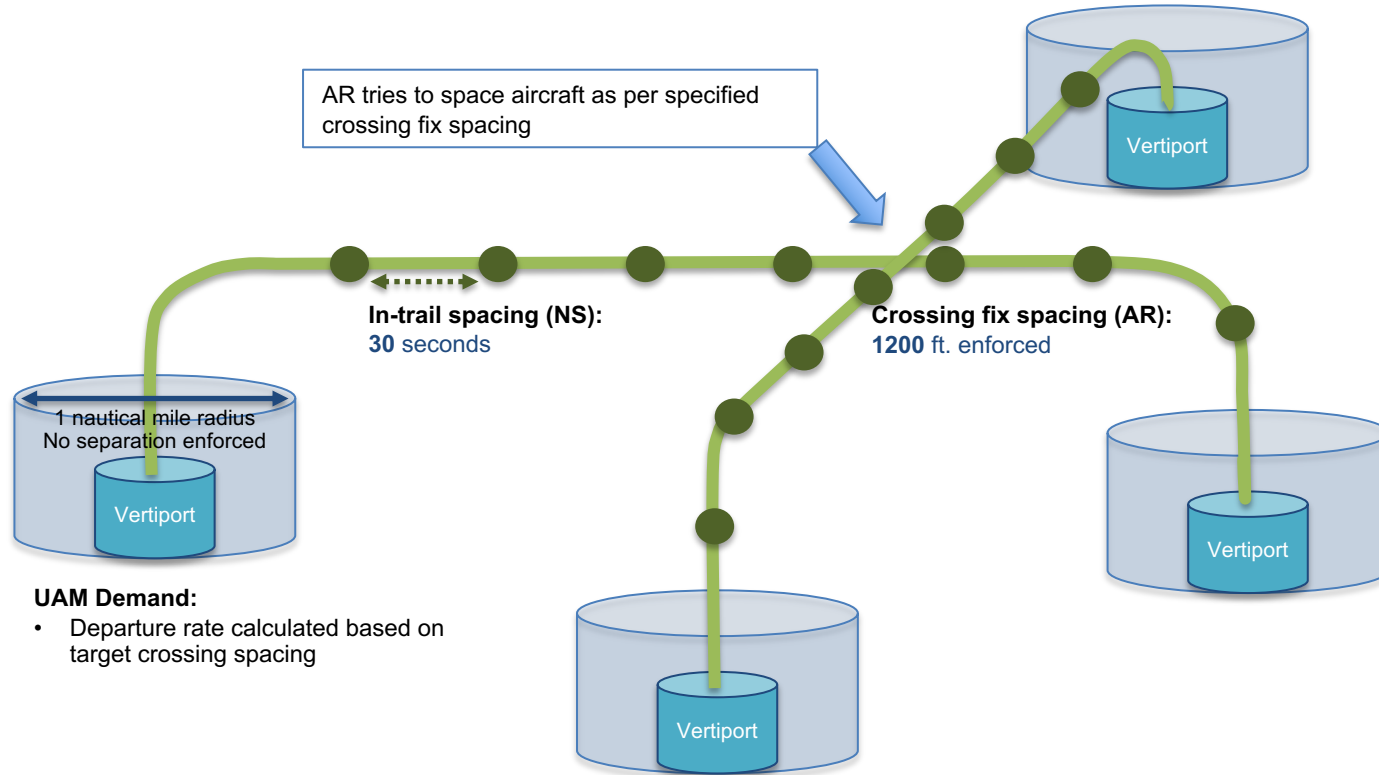 AR tries to space aircraft as per specified
crossing fix spacing
Vertiport
In-trail spacing (NS):
30 seconds
Crossing fix spacing (AR):
1200 ft. enforced
1 nautical mile radius
No separation enforced
Vertiport
Vertiport
UAM Demand:
• Departure rate calculated based on
target crossing spacing
Vertiport